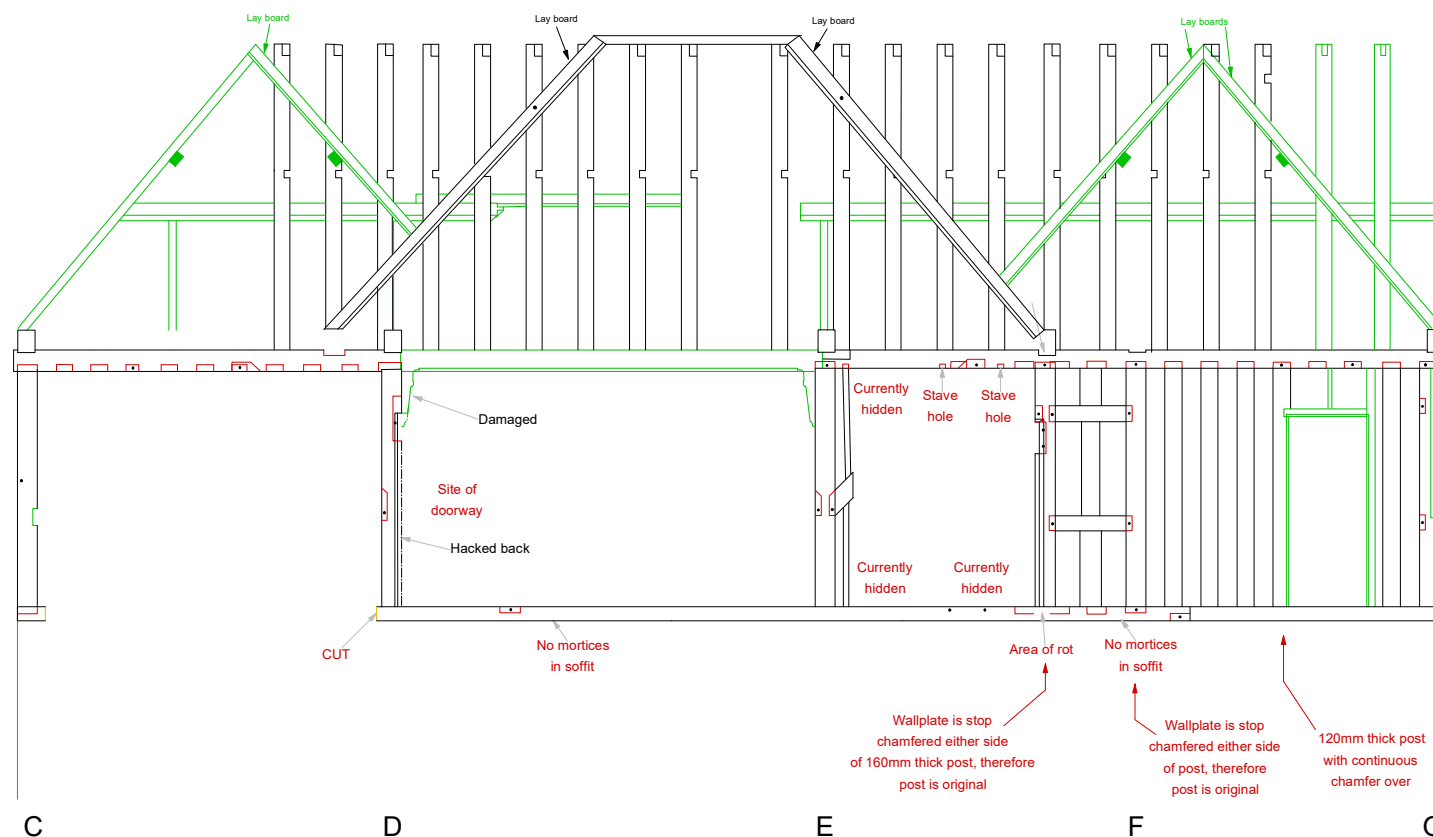 Lay board
Lay board
Lay board
Lay boards
Damaged
Currently
hidden
Stave
hole
Stave
hole
Site of
doorway
Hacked back
Currently
hidden
Currently
hidden
CUT
No mortices
in soffit
Area of rot
No mortices
in soffit
Wallplate is stop
chamfered either side
of 160mm thick post, therefore
post is original
Wallplate is stop
chamfered either side
of post, therefore
post is original
120mm thick post
with continuous
chamfer over
C
D
E
F